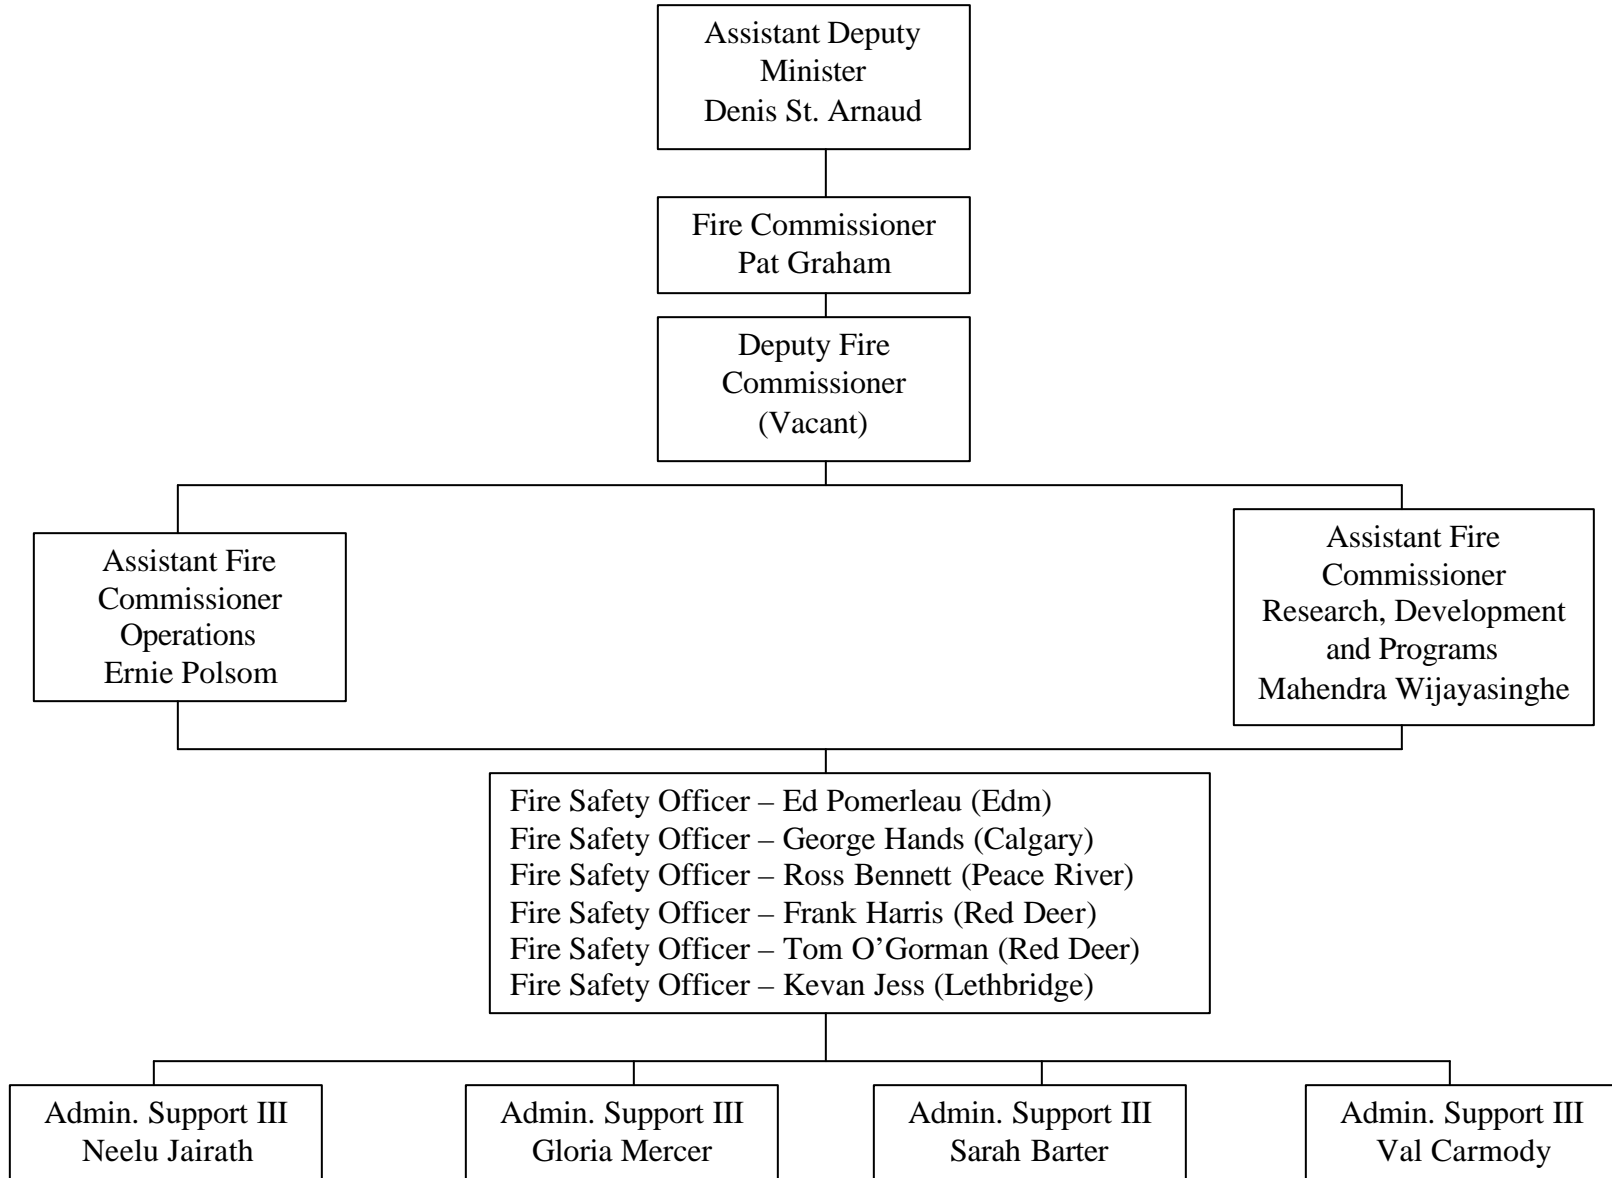 Assistant Deputy
Minister
Denis St. Arnaud
Fire Commissioner
Pat Graham
Deputy Fire
Commissioner
(Vacant)
Assistant Fire
Commissioner
Operations
Ernie Polsom
Assistant Fire
Commissioner
Research, Development
and Programs
Mahendra Wijayasinghe
Fire Safety Officer – Ed Pomerleau (Edm)
Fire Safety Officer – George Hands (Calgary)
Fire Safety Officer – Ross Bennett (Peace River)
Fire Safety Officer – Frank Harris (Red Deer)
Fire Safety Officer – Tom O’Gorman (Red Deer)
Fire Safety Officer – Kevan Jess (Lethbridge)
Admin. Support III
Neelu Jairath
Admin. Support III
Gloria Mercer
Admin. Support III
Sarah Barter
Admin. Support III
Val Carmody